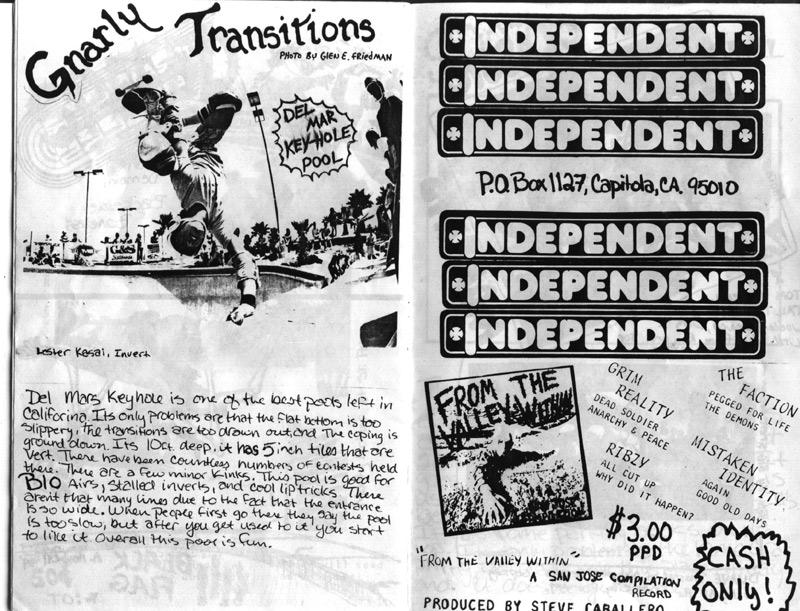 Gnarly Transitions
PHOTO BY GLEN E. FRIEDMAN
DEL
MAR
KEYHOLE
POOL
G&S
Lester Kasai, Invert
Del Mars Keyhole is one of the best pools left in
California. Its only problems are that the flat bottom is too
slippery, the transitions are too drawn out, and The coping is
ground down. Its 10ct. deep. it has 5 inch tiles that are
vert. There have been countless numbers of contests held
there. There are a few minor kinks. This pool is good for
BIO Airs, stalled inverts, and cool liptricks. There
arent that many lines due to the fact that the entrance
is so wide. When people first go there they say the pool
is too slow, but after you get used to it you start
to like it. Overall this pool is fun.
INDEPENDENT
INDEPENDENT
INDEPENDENT
P.O. Box 1127, Capitola, CA. 95010
INDEPENDENT
INDEPENDENT
INDEPENDENT
FROM THE
VALLEY WITHIN
GRIM
REALITY
DEAD SOLDIER
ANARCHY & PEACE
RIBZY
ALL CUT UP
WHY DID IT HAPPEN?
THE
FACTION
PEGGED FOR LIFE
THE DEMONS
MISTAKEN
IDENTITY
AGAIN
GOOD OLD DAYS
$3.00
PPD
"FROM THE VALLEY WITHIN"
A SAN JOSE COMPILATION
RECORD
PRODUCED BY STEVE CABALLERO
CASH
ONLY!